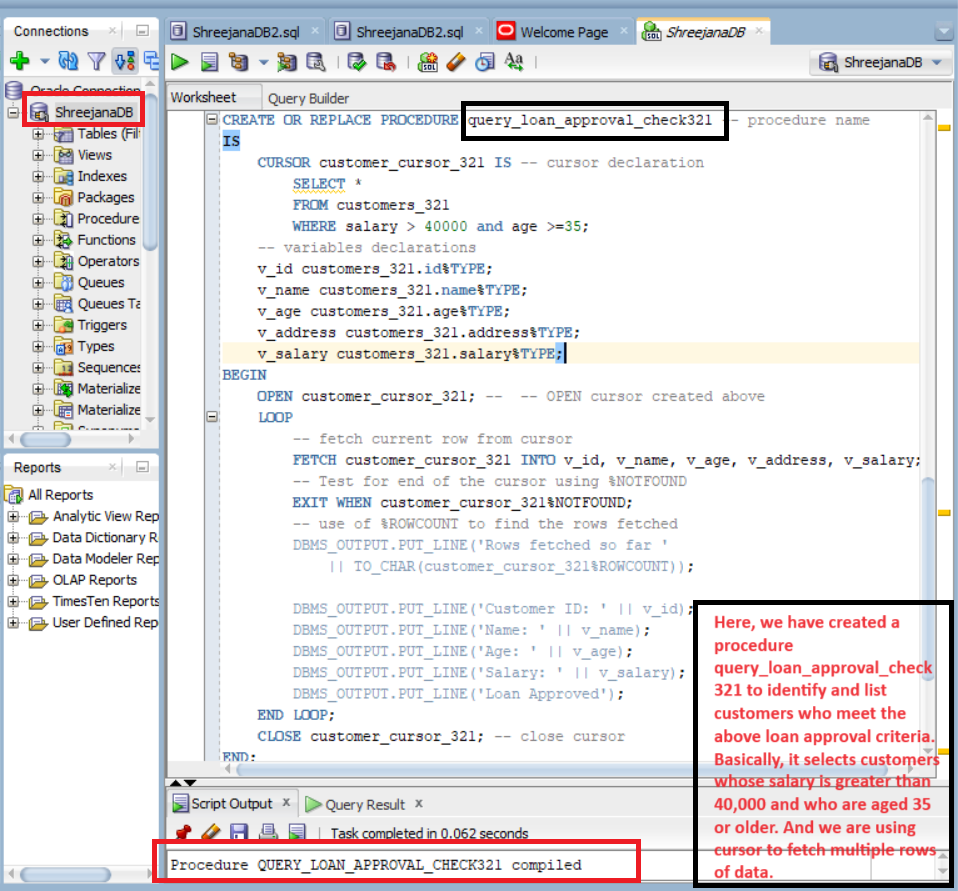 Connections
ShreejanaDB2.sql
ShreejanaDB2.sql
Welcome Page
ShreejanaDB
ShreejanaDB
Oracle Connection
ShreejanaDB
Tables (Fil
Views
Indexes
Packages
Procedure
Functions
Operators
Queues
Queues Ta
Triggers
Types
Sequences
Materialize
Materialize
Reports
All Reports
Analytic View Rep
Data Dictionary R
Data Modeler Rep
OLAP Reports
TimesTen Reports
User Defined Rep
Worksheet
Query Builder
CREATE OR REPLACE PROCEDURE query_loan_approval_check321 -- procedure name
IS
CURSOR customer_cursor_321 IS -- cursor declaration
SELECT *
FROM customers_321
WHERE salary > 40000 and age >=35;
-- variables declarations
v_id customers_321.id%TYPE;
v_name customers_321.name%TYPE;
v_age customers_321.age%TYPE;
v_address customers_321.address%TYPE;
v_salary customers_321.salary%TYPE;
BEGIN
OPEN customer_cursor_321; -- -- OPEN cursor created above
LOOP
-- fetch current row from cursor
FETCH customer_cursor_321 INTO v_id, v_name, v_age, v_address, v_salary;
-- Test for end of the cursor using %NOTFOUND
EXIT WHEN customer_cursor_321%NOTFOUND;
-- use of %ROWCOUNT to find the rows fetched
DBMS_OUTPUT.PUT_LINE('Rows fetched so far '
|| TO_CHAR(customer_cursor_321%ROWCOUNT));
DBMS_OUTPUT.PUT_LINE('Customer ID: ' || v_id);
DBMS_OUTPUT.PUT_LINE('Name: ' || v_name);
DBMS_OUTPUT.PUT_LINE('Age: ' || v_age);
DBMS_OUTPUT.PUT_LINE('Salary: ' || v_salary);
DBMS_OUTPUT.PUT_LINE('Loan Approved');
END LOOP;
CLOSE customer_cursor_321; -- close cursor
END;
Here, we have created a
procedure
query_loan_approval_check
321 to identify and list
customers who meet the
above loan approval criteria.
Basically, it selects customers
whose salary is greater than
40,000 and who are aged 35
or older. And we are using
cursor to fetch multiple rows
of data.
Script Output
Query Result
Task completed in 0.062 seconds
Procedure QUERY_LOAN_APPROVAL_CHECK321 compiled